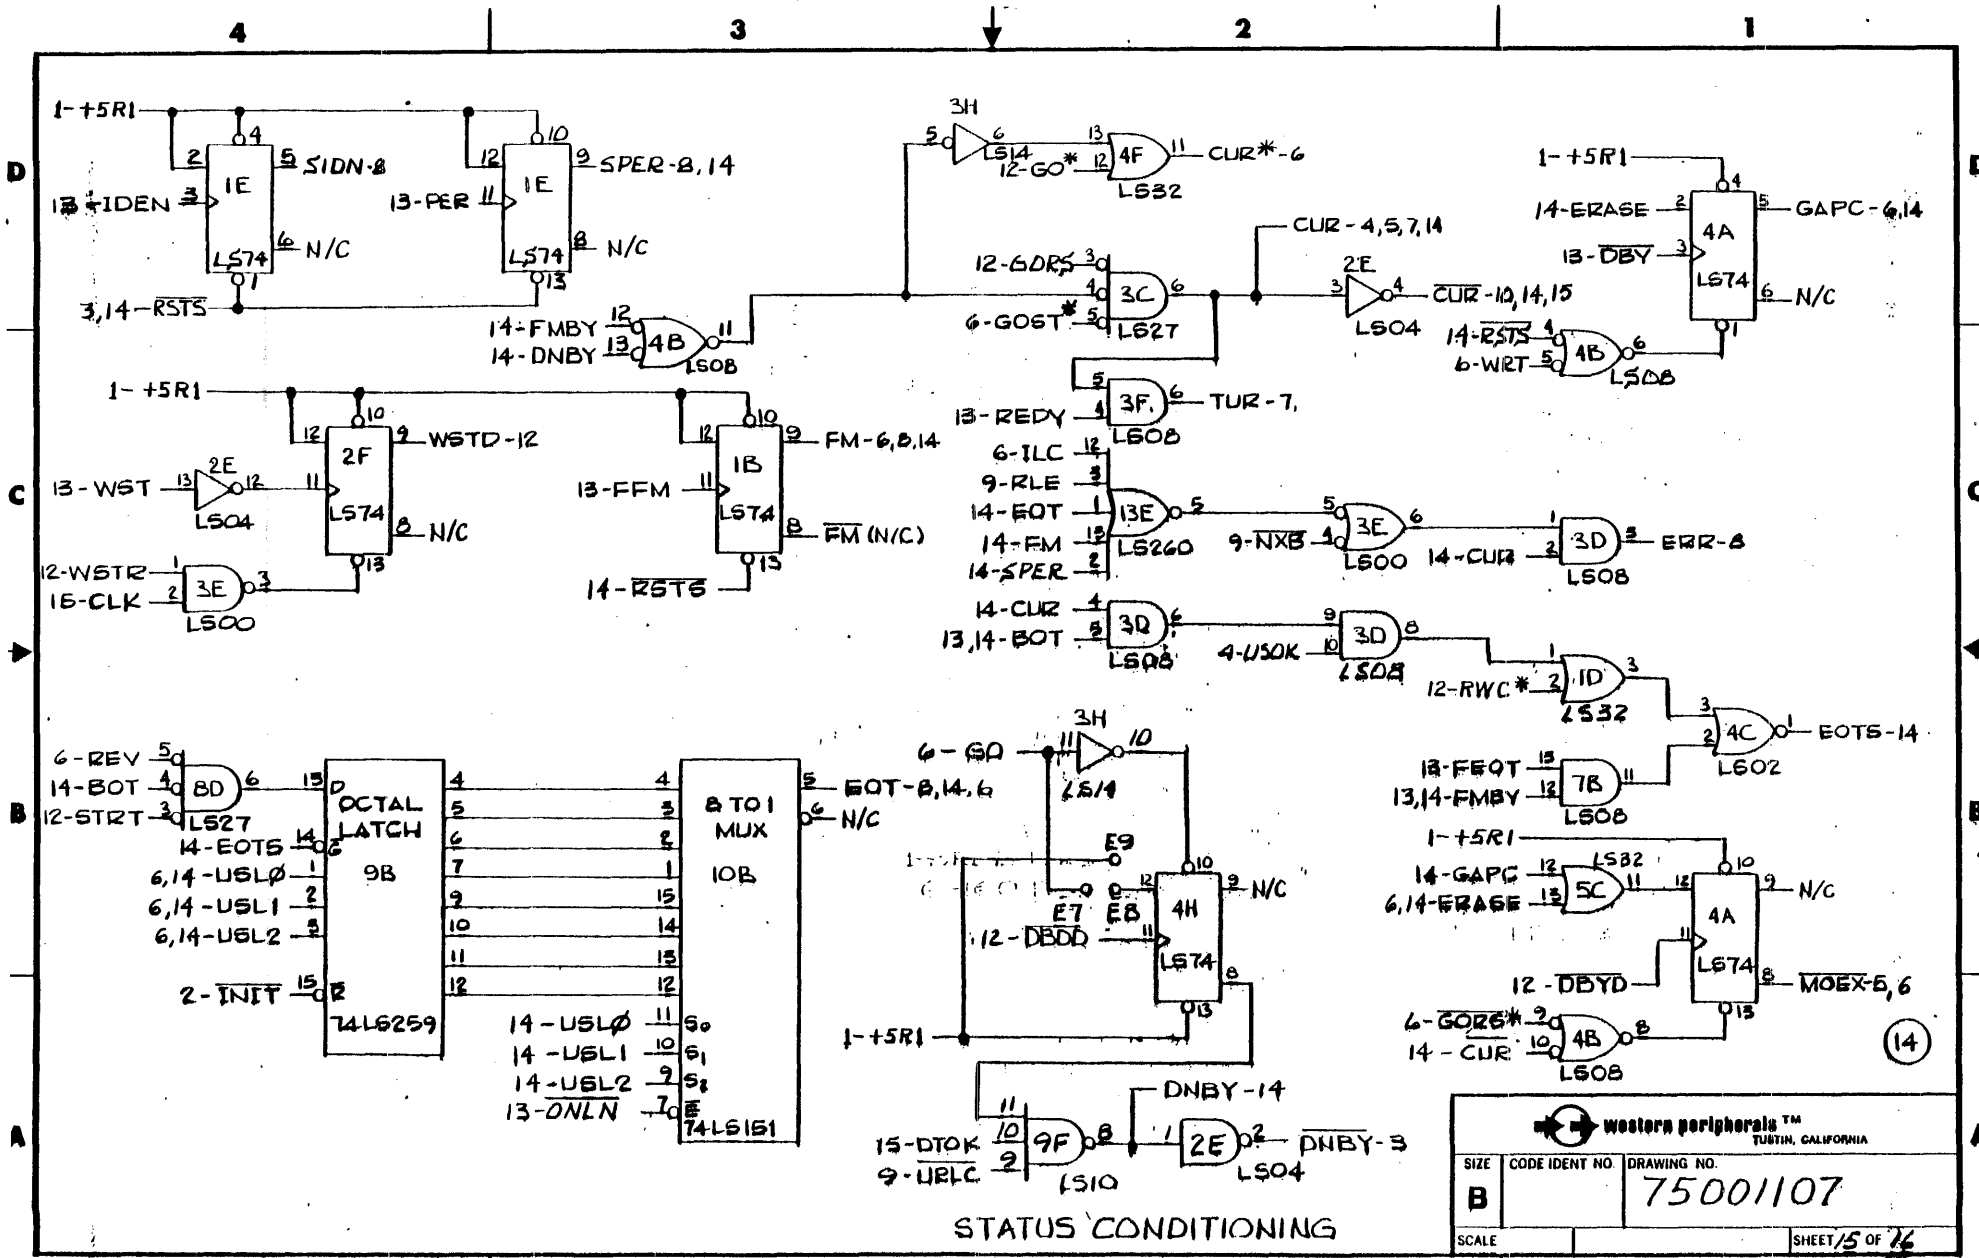 4 3 2 1
D
1-+5R1
4
2
5 SIDN-8
1E
-IDEN 3
6 N/C
LS74
1
3,14-RSTS
10
12
9 SPER-8,14
1E
13-PER 11
8 N/C
LS74
13
14-FMBY 12
14-DNBY 13
4B
11
LS08
3H
5
6
LS14
12-GO* 12
13
4F
11 CUR*-6
LS32
CUR-4,5,7,14
12-GORS 3
4
6-GOST* 5
3C
6
LS27
2E
3
4 CUR-10,14,15
LS04
1-+5R1
4
14-ERASE 2
5 GAPC-6,14
4A
13-DBY 3
LS74
6 N/C
1
14-RSTS 4
6-WRT 5
4B
6
LS08
5
13-REDY 4
3F
6 TUR-7,
LS08
C
1-+5R1
10
12
9 WSTD-12
2F
13-WST 13
2E
12
11
LS04
LS74
8 N/C
13
12-WSTR 1
15-CLK 2
3E
3
LS00
10
12
9 FM-6,8,14
1B
13-FFM 11
LS74
8 FM (N/C)
13
14-RSTS
6-ILC 12
9-RLE 3
14-EOT 1
14-FM 13
14-SPER 2
13E
5
LS260
5
9-NXB 4
3E
6
LS00
1
14-CUR 2
3D
3 ERR-8
LS08
14-CUR 4
13,14-BOT 5
3D
6
LS08
9
4-USOK 10
3D
8
LS08
1
12-RWC* 2
1D
3
LS32
3
2
4C
1 EOTS-14
LS02
13-FEOT 13
13,14-FMBY 12
7B
11
LS08
B
6-REV 5
14-BOT 4
12-STRT 3
8D
6
LS27
13 D
OCTAL
LATCH
9B
14-EOTS 14 G
6,14-USLØ 1
6,14-USL1 2
6,14-USL2 3
2-INIT 15 R
74LS259
4 4
5 3
6 2
7 1
9 15
10 14
11 13
12 12
8 TO 1
MUX
10B
5 EOT-8,14,6
6 N/C
14-USLØ 11 S0
14-USL1 10 S1
14-USL2 9 S2
13-ONLN 7 E
74LS151
6-GO
3H
11
10
LS14
E9
E7 E8
10
12
9 N/C
4H
12-DBDD 11
LS74
8
13
1-+5R1
1-+5R1
10
14-GAPC 12
6,14-ERASE 13
LS32
5C
11
12
9 N/C
4A
11
LS74
12-DBYD
8 MOEX-5,6
13
6-GORS* 9
14-CUR 10
4B
8
LS08
14
A
11
15-DTOK 10
9-URLC 9
9F
8
LS10
DNBY-14
1
2E
2 DNBY-3
LS04
STATUS CONDITIONING
western peripherals TM
TUSTIN, CALIFORNIA
SIZE
B
CODE IDENT NO.
DRAWING NO.
75001107
SCALE
SHEET 15 OF